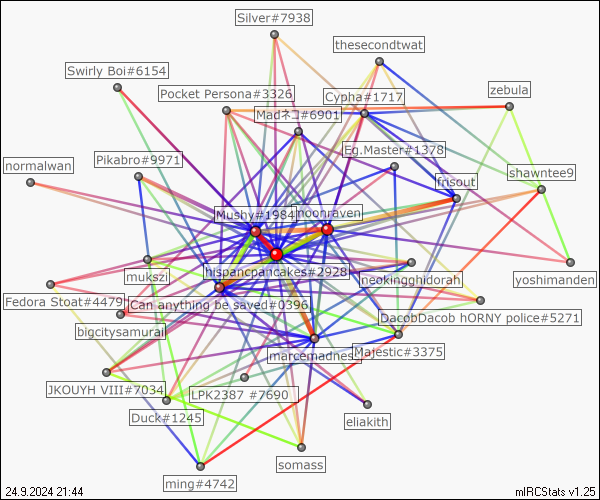 Silver#7938
thesecondtwat
Swirly Boi#6154
Pocket Persona#3326
Cypha#1717
zebula
Madネコ#6901
Eg.Master#1378
normalwan
Pikabro#9971
shawntee9
frisout
Mushy#1984
noonraven
mukszil
hispancpancakes#2928
neokingghidorah
yoshimanden
Fedora Stoat#4479
Can anything be saved#0396
bigcitysamurai
DacobDacob hORNY police#5271
marcemadness
Majestic#3375
JKOUYH VIII#7034
LPK2387 #7690
Duck#1245
eliakith
somass
ming#4742
24.9.2024 21:44
mIRCStats v1.25